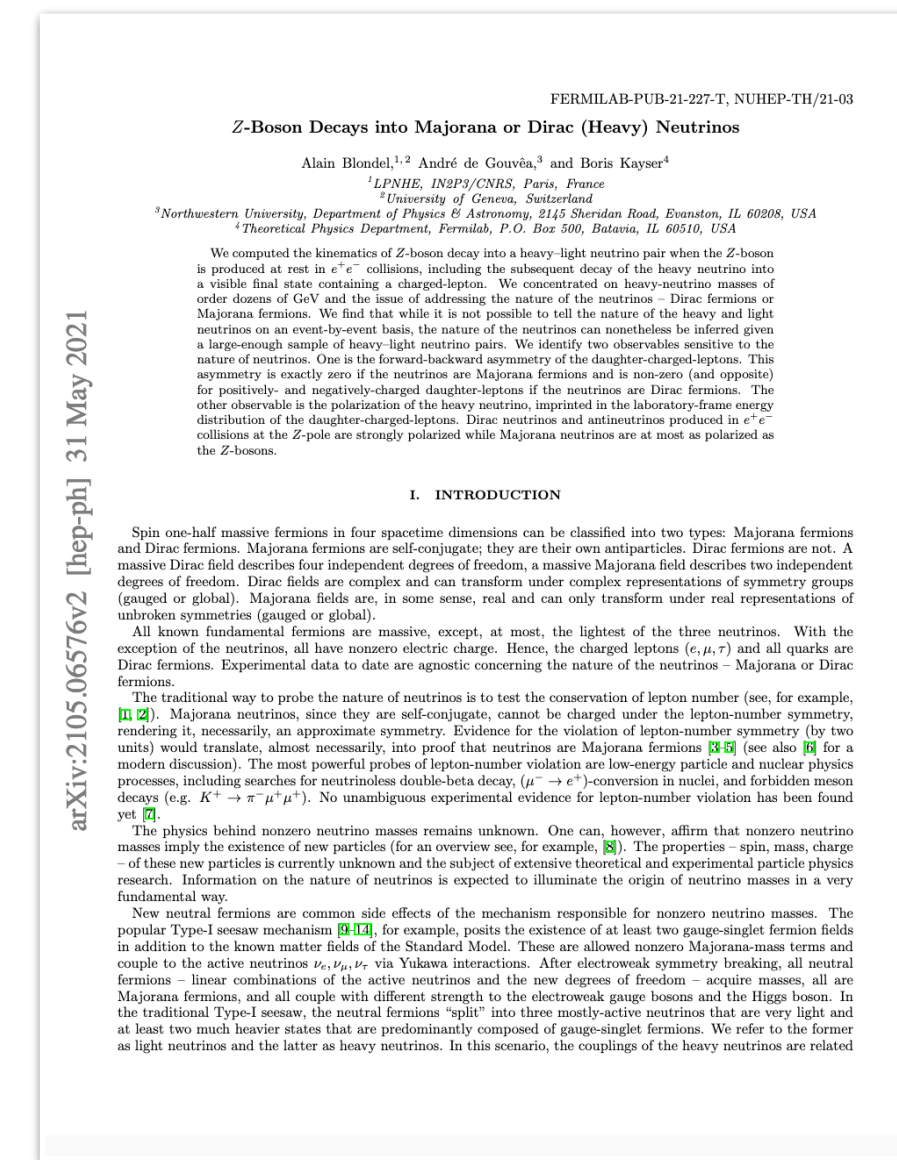 FERMILAB-PUB-21-227-T, NUHEP-TH/21-03
Z-Boson Decays into Majorana or Dirac (Heavy) Neutrinos
Alain Blondel,1, 2 André de Gouvêa,3 and Boris Kayser4
1LPNHE, IN2P3/CNRS, Paris, France
2University of Geneva, Switzerland
3Northwestern University, Department of Physics & Astronomy, 2145 Sheridan Road, Evanston, IL 60208, USA
4Theoretical Physics Department, Fermilab, P.O. Box 500, Batavia, IL 60510, USA
We computed the kinematics of Z-boson decay into a heavy–light neutrino pair when the Z-boson
is produced at rest in e+e− collisions, including the subsequent decay of the heavy neutrino into
a visible final state containing a charged-lepton. We concentrated on heavy-neutrino masses of
order dozens of GeV and the issue of addressing the nature of the neutrinos – Dirac fermions or
Majorana fermions. We find that while it is not possible to tell the nature of the heavy and light
neutrinos on an event-by-event basis, the nature of the neutrinos can nonetheless be inferred given
a large-enough sample of heavy–light neutrino pairs. We identify two observables sensitive to the
nature of neutrinos. One is the forward-backward asymmetry of the daughter-charged-leptons. This
asymmetry is exactly zero if the neutrinos are Majorana fermions and is non-zero (and opposite)
for positively- and negatively-charged daughter-leptons if the neutrinos are Dirac fermions. The
other observable is the polarization of the heavy neutrino, imprinted in the laboratory-frame energy
distribution of the daughter-charged-leptons. Dirac neutrinos and antineutrinos produced in e+e−
collisions at the Z-pole are strongly polarized while Majorana neutrinos are at most as polarized as
the Z-bosons.
I. INTRODUCTION
Spin one-half massive fermions in four spacetime dimensions can be classified into two types: Majorana fermions
and Dirac fermions. Majorana fermions are self-conjugate; they are their own antiparticles. Dirac fermions are not. A
massive Dirac field describes four independent degrees of freedom, a massive Majorana field describes two independent
degrees of freedom. Dirac fields are complex and can transform under complex representations of symmetry groups
(gauged or global). Majorana fields are, in some sense, real and can only transform under real representations of
unbroken symmetries (gauged or global).
All known fundamental fermions are massive, except, at most, the lightest of the three neutrinos. With the
exception of the neutrinos, all have nonzero electric charge. Hence, the charged leptons (e, μ, τ) and all quarks are
Dirac fermions. Experimental data to date are agnostic concerning the nature of the neutrinos – Majorana or Dirac
fermions.
The traditional way to probe the nature of neutrinos is to test the conservation of lepton number (see, for example,
[1, 2]). Majorana neutrinos, since they are self-conjugate, cannot be charged under the lepton-number symmetry,
rendering it, necessarily, an approximate symmetry. Evidence for the violation of lepton-number symmetry (by two
units) would translate, almost necessarily, into proof that neutrinos are Majorana fermions [3–5] (see also [6] for a
modern discussion). The most powerful probes of lepton-number violation are low-energy particle and nuclear physics
processes, including searches for neutrinoless double-beta decay, (μ− → e+)-conversion in nuclei, and forbidden meson
decays (e.g. K+ → π−μ+μ+). No unambiguous experimental evidence for lepton-number violation has been found
yet [7].
The physics behind nonzero neutrino masses remains unknown. One can, however, affirm that nonzero neutrino
masses imply the existence of new particles (for an overview see, for example, [8]). The properties – spin, mass, charge
– of these new particles is currently unknown and the subject of extensive theoretical and experimental particle physics
research. Information on the nature of neutrinos is expected to illuminate the origin of neutrino masses in a very
fundamental way.
New neutral fermions are common side effects of the mechanism responsible for nonzero neutrino masses. The
popular Type-I seesaw mechanism [9–14], for example, posits the existence of at least two gauge-singlet fermion fields
in addition to the known matter fields of the Standard Model. These are allowed nonzero Majorana-mass terms and
couple to the active neutrinos νe, νμ, ντ via Yukawa interactions. After electroweak symmetry breaking, all neutral
fermions – linear combinations of the active neutrinos and the new degrees of freedom – acquire masses, all are
Majorana fermions, and all couple with different strength to the electroweak gauge bosons and the Higgs boson. In
the traditional Type-I seesaw, the neutral fermions “split” into three mostly-active neutrinos that are very light and
at least two much heavier states that are predominantly composed of gauge-singlet fermions. We refer to the former
as light neutrinos and the latter as heavy neutrinos. In this scenario, the couplings of the heavy neutrinos are related
arXiv:2105.06576v2 [hep-ph] 31 May 2021